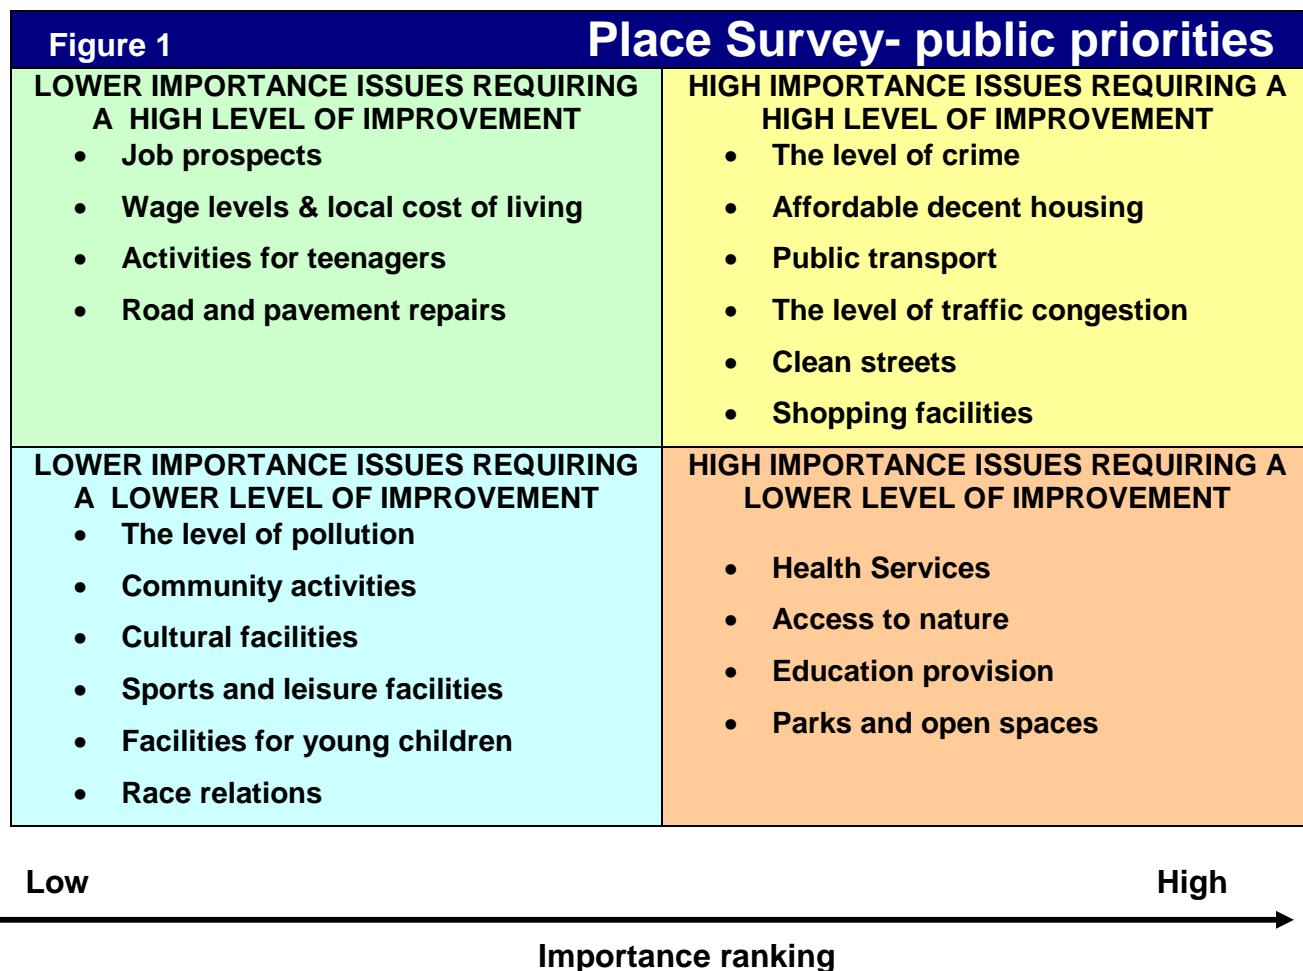 Figure 1 Place Survey- public priorities
LOWER IMPORTANCE ISSUES REQUIRING
A HIGH LEVEL OF IMPROVEMENT
• Job prospects
• Wage levels & local cost of living
• Activities for teenagers
• Road and pavement repairs
HIGH IMPORTANCE ISSUES REQUIRING A
HIGH LEVEL OF IMPROVEMENT
• The level of crime
• Affordable decent housing
• Public transport
• The level of traffic congestion
• Clean streets
• Shopping facilities
LOWER IMPORTANCE ISSUES REQUIRING
A LOWER LEVEL OF IMPROVEMENT
• The level of pollution
• Community activities
• Cultural facilities
• Sports and leisure facilities
• Facilities for young children
• Race relations
HIGH IMPORTANCE ISSUES REQUIRING A
LOWER LEVEL OF IMPROVEMENT
• Health Services
• Access to nature
• Education provision
• Parks and open spaces
Low High
Importance ranking